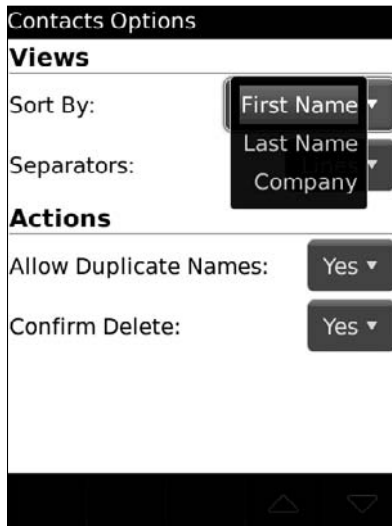 Contacts Options
Views
Sort By: First Name
Last Name
Separators: Lines
Company
Actions
Allow Duplicate Names: Yes
Confirm Delete: Yes